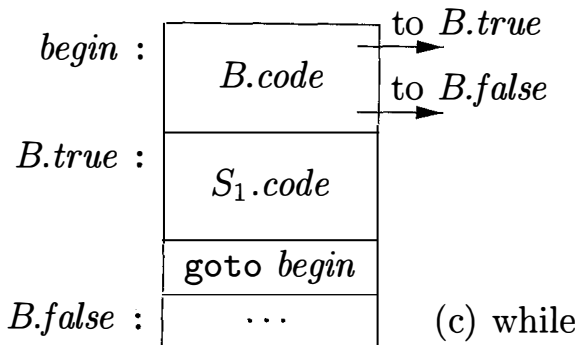 to B.true
begin :
B.code
to B.false
B.true :
S₁.code
goto begin
B.false : ... (c) while